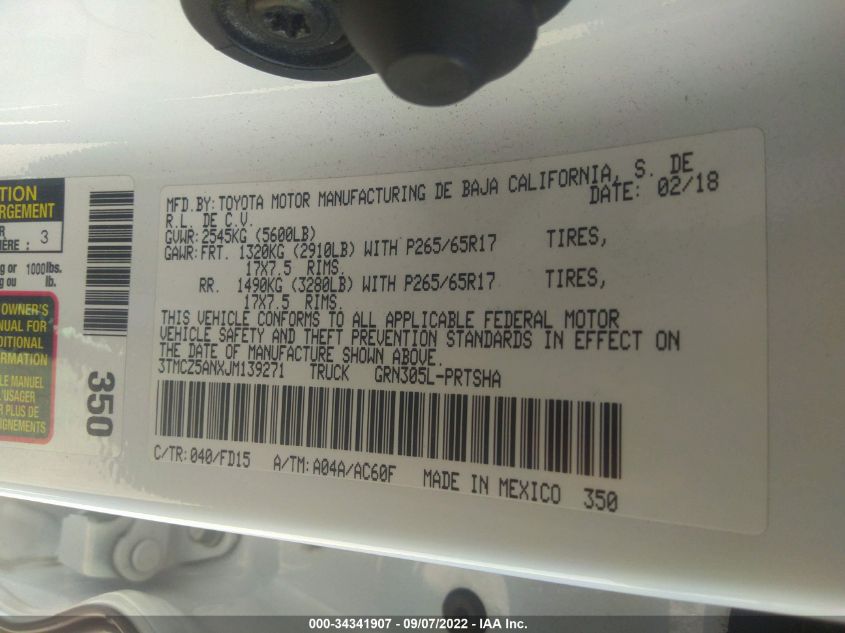 TION
RGEMENT
R
IÈRE : 3
g or 1000lbs.
g ou lb.
OWNER'S
NUAL FOR
DITIONAL
ORMATION
LE MANUEL
L'USAGER
R PLUS DE
IGNEMENTS
350
MFD.BY: TOYOTA MOTOR MANUFACTURING DE BAJA CALIFORNIA, S. DE
R.L. DE C.V. DATE: 02/18
GVWR: 2545KG (5600LB)
GAWR: FRT. 1320KG (2910LB) WITH P265/65R17 TIRES,
17X7.5 RIMS.
RR. 1490KG (3280LB) WITH P265/65R17 TIRES,
17X7.5 RIMS.
THIS VEHICLE CONFORMS TO ALL APPLICABLE FEDERAL MOTOR
VEHICLE SAFETY AND THEFT PREVENTION STANDARDS IN EFFECT ON
THE DATE OF MANUFACTURE SHOWN ABOVE.
3TMCZ5ANXJM139271 TRUCK GRN305L-PRTSHA
C/TR: 040/FD15 A/TM: A04A/AC60F MADE IN MEXICO 350
000-34341907 - 09/07/2022 - IAA Inc.